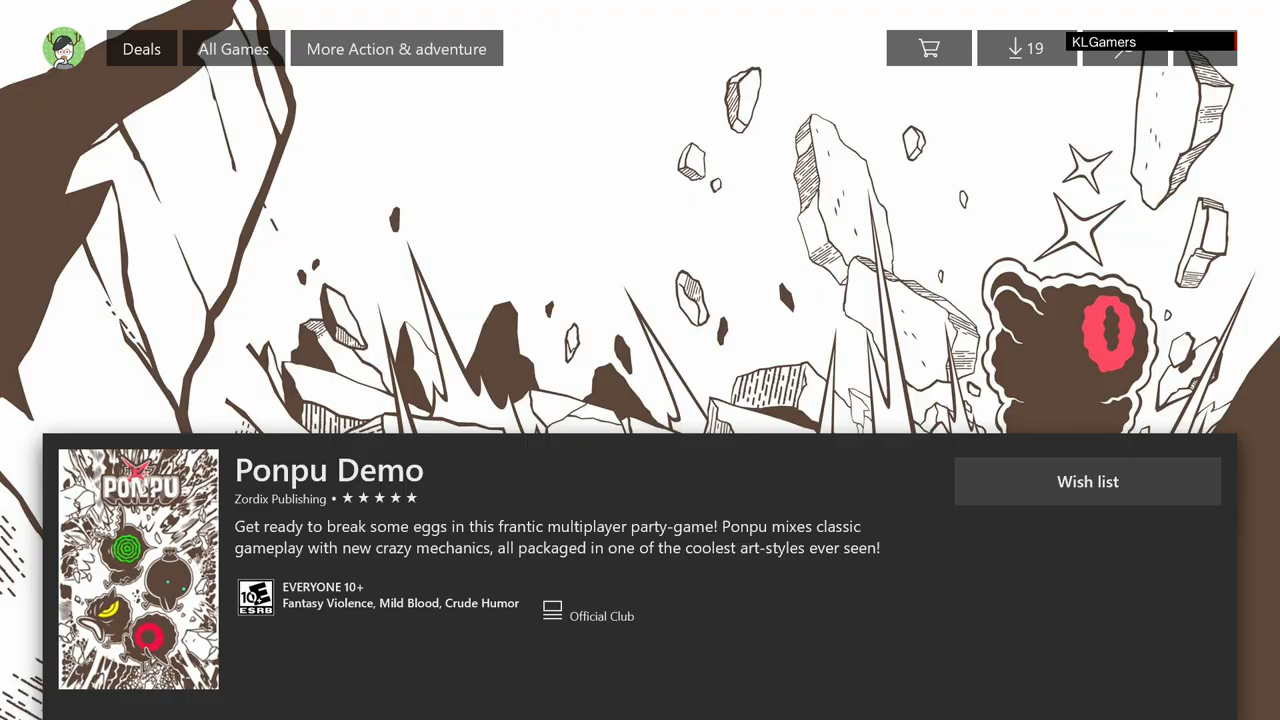 Deals
All Games
More Action & adventure
19
KLGamers
PONPU
Ponpu Demo
Zordix Publishing • ★ ★ ★ ★ ★
Wish list
Get ready to break some eggs in this frantic multiplayer party-game! Ponpu mixes classic
gameplay with new crazy mechanics, all packaged in one of the coolest art-styles ever seen!
10
ESRB
EVERYONE 10+
Fantasy Violence, Mild Blood, Crude Humor
Official Club